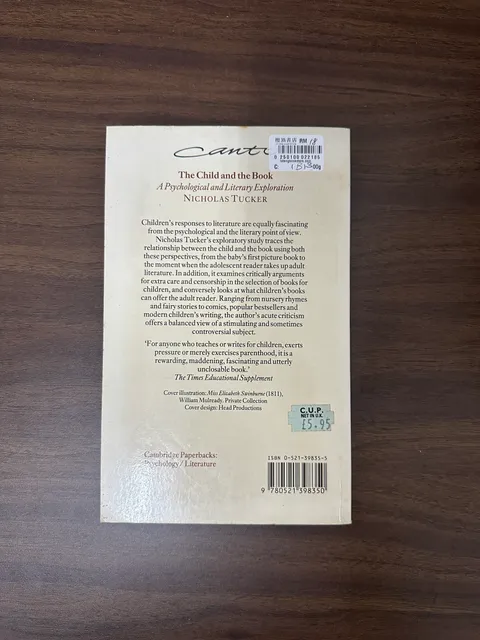 Canto
RM 18
9 250100 022185
The Child and the Book
A Psychological and Literary Exploration
NICHOLAS TUCKER
Children's responses to literature are equally fascinating
from the psychological and the literary point of view.
Nicholas Tucker's exploratory study traces the
relationship between the child and the book using both
these perspectives, from the baby's first picture book to
the moment when the adolescent reader takes up adult
literature. In addition, it examines critically arguments
for extra care and censorship in the selection of books for
children, and conversely looks at what children's books
can offer the adult reader. Ranging from nursery rhymes
and fairy stories to comics, popular bestsellers and
modern children's writing, the author's acute criticism
offers a balanced view of a stimulating and sometimes
controversial subject.
'For anyone who teaches or writes for children, exerts
pressure or merely exercises parenthood, it is a
rewarding, maddening, fascinating and utterly
unclosable book.'
The Times Educational Supplement
Cover illustration: Miss Elizabeth Swinburne (1811),
William Mulready. Private Collection
Cover design: Head Productions
C.U.P.
NET IN U.K.
£5.95
ISBN 0-521-39835-5
Cambridge Paperbacks:
Psychology / Literature
9 780521 398350